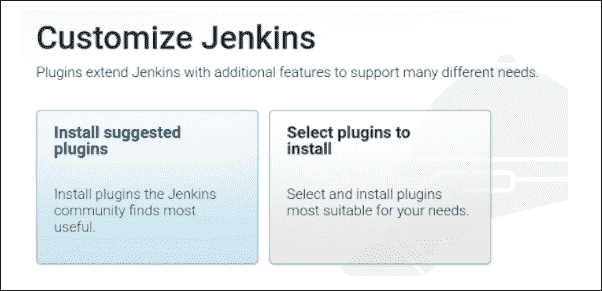 Customize Jenkins
Plugins extend Jenkins with additional features to support many different needs.
Install suggested
plugins
Install plugins the Jenkins
community finds most
useful.
Select plugins to
install
Select and install plugins
most suitable for your needs.